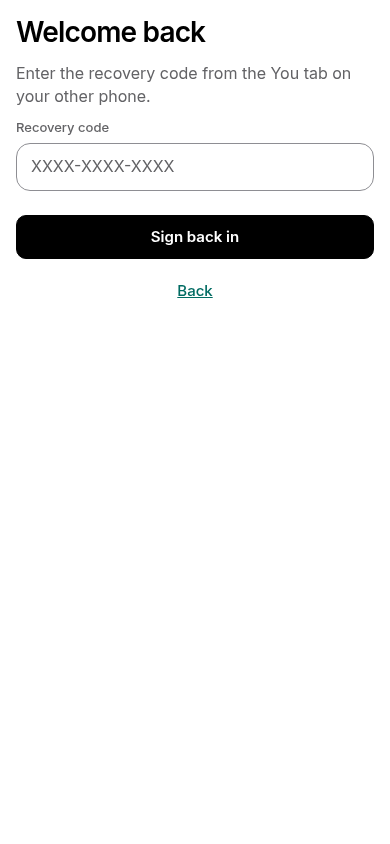 Welcome back
Enter the recovery code from the You tab on
your other phone.
Recovery code
XXXX-XXXX-XXXX
Sign back in
Back